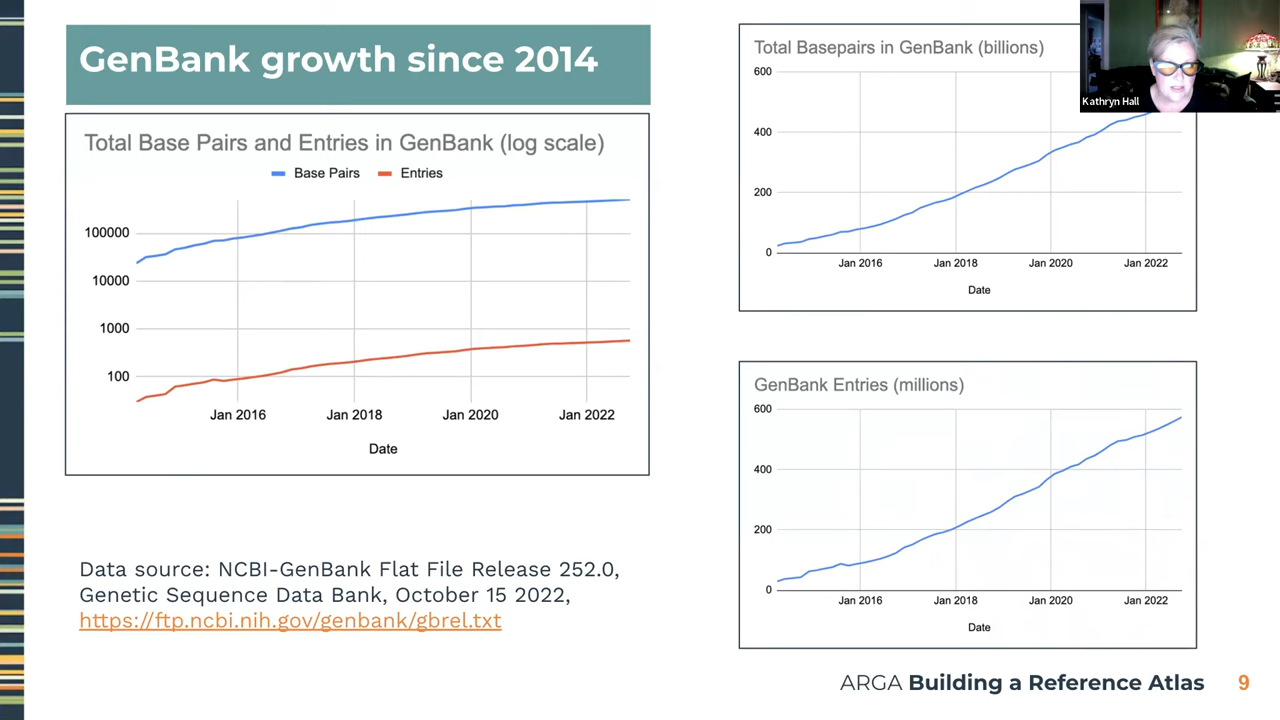 GenBank growth since 2014
Total Base Pairs and Entries in GenBank (log scale)
Base Pairs
Entries
100000
10000
1000
100
Jan 2016
Jan 2018
Jan 2020
Jan 2022
Date
Data source: NCBI-GenBank Flat File Release 252.0,
Genetic Sequence Data Bank, October 15 2022,
https://ftp.ncbi.nih.gov/genbank/gbrel.txt
Total Basepairs in GenBank (billions)
600
400
200
0
Jan 2016
Jan 2018
Jan 2020
Jan 2022
Date
Kathryn Hall
GenBank Entries (millions)
600
400
200
0
Jan 2016
Jan 2018
Jan 2020
Jan 2022
Date
ARGA Building a Reference Atlas
9